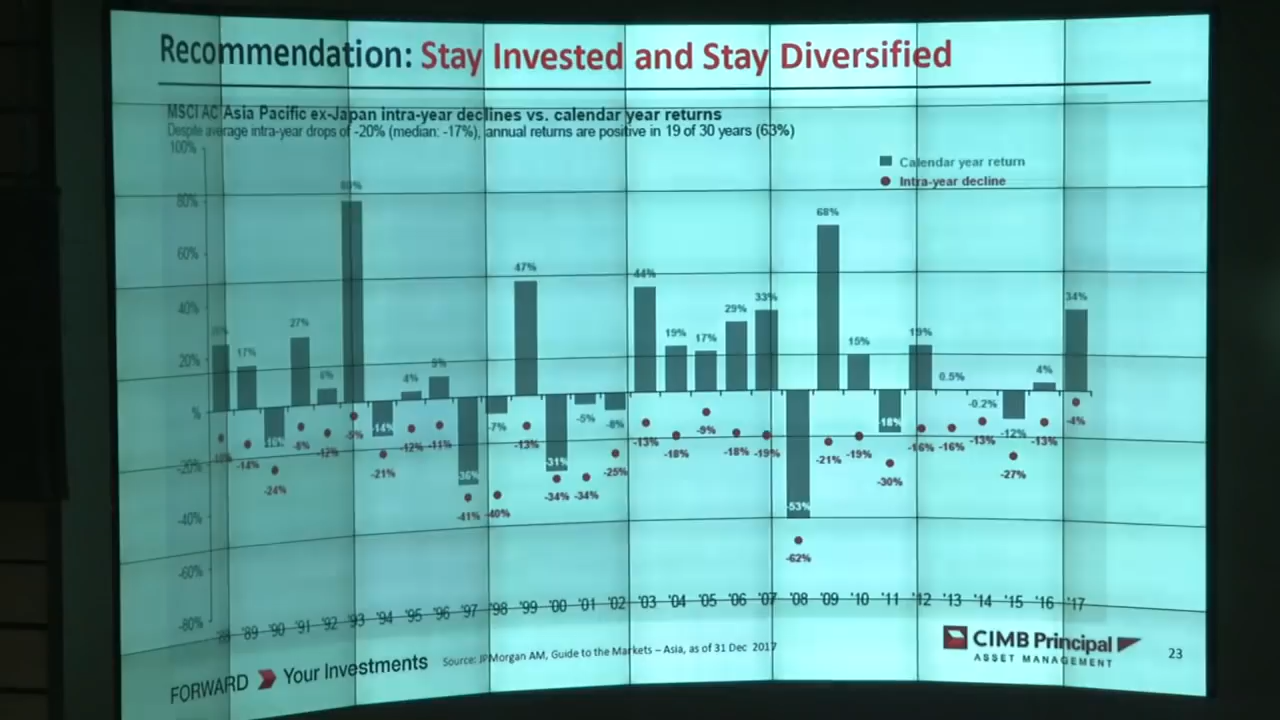 Recommendation: Stay Invested and Stay Diversified
MSCI AC Asia Pacific ex-Japan intra-year declines vs. calendar year returns
Despite average intra-year drops of -20% (median: -17%), annual returns are positive in 19 of 30 years (63%)
Calendar year return
Intra-year decline
100%
80%
60%
40%
20%
%
-20%
-40%
-60%
-80%
17% 27% 6% 80% 4% 9% 47% 44% 19% 17% 29% 33% 68% 15% 19% 0.5% -0.2% 4% 34%
-14% -36% -7% -31% -5% -8% -53% -18% -12%
-14% -24% -12% -9% -21% -12% -11% -41% -40% -13% -34% -34% -25% -13% -18% -9% -18% -19% -62% -21% -19% -30% -16% -16% -13% -27% -13% -4%
'88 '89 '90 '91 '92 '93 '94 '95 '96 '97 '98 '99 '00 '01 '02 '03 '04 '05 '06 '07 '08 '09 '10 '11 '12 '13 '14 '15 '16 '17
FORWARD Your Investments
Source: JPMorgan AM, Guide to the Markets – Asia, as of 31 Dec 2017
CIMB Principal
ASSET MANAGEMENT
23